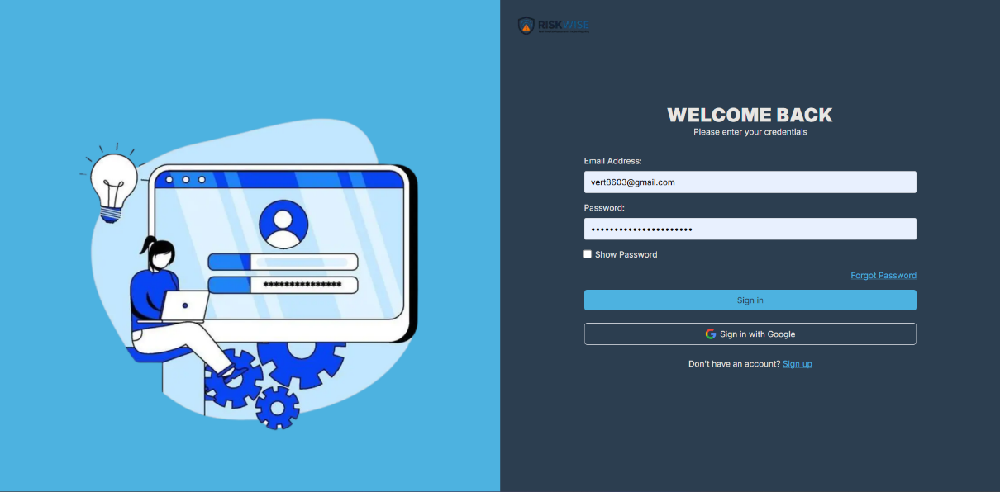 RISKWISE
WELCOME BACK
Please enter your credentials
Email Address:
vert8603@gmail.com
Password:
••••••••••••••••••••••
Show Password
Forgot Password
Sign in
Sign in with Google
Don't have an account? Sign up
***************